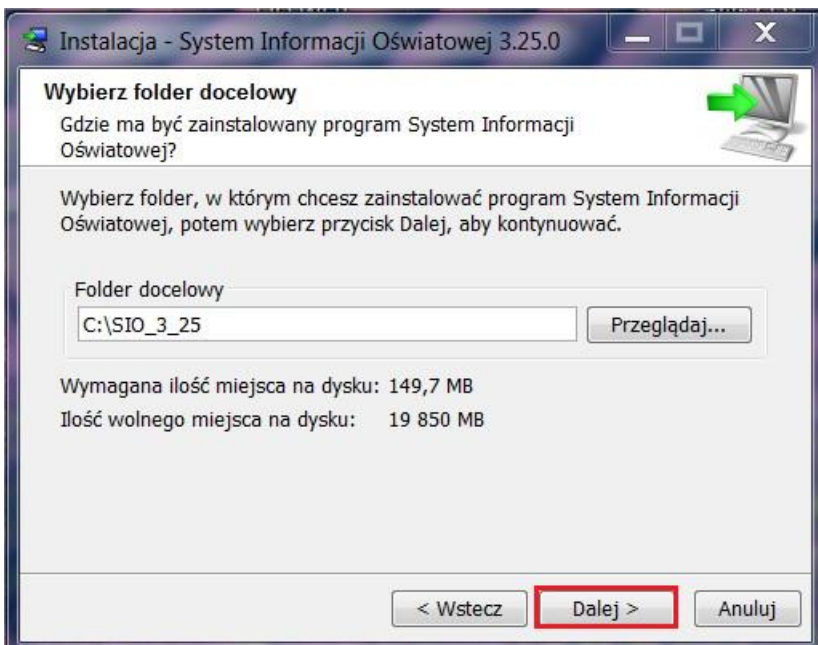 Instalacja - System Informacji Oświatowej 3.25.0
Wybierz folder docelowy
Gdzie ma być zainstalowany program System Informacji
Oświatowej?
Wybierz folder, w którym chcesz zainstalować program System Informacji
Oświatowej, potem wybierz przycisk Dalej, aby kontynuować.
Folder docelowy
C:\SIO_3_25
Przeglądaj...
Wymagana ilość miejsca na dysku: 149,7 MB
Ilość wolnego miejsca na dysku: 19 850 MB
< Wstecz
Dalej >
Anuluj